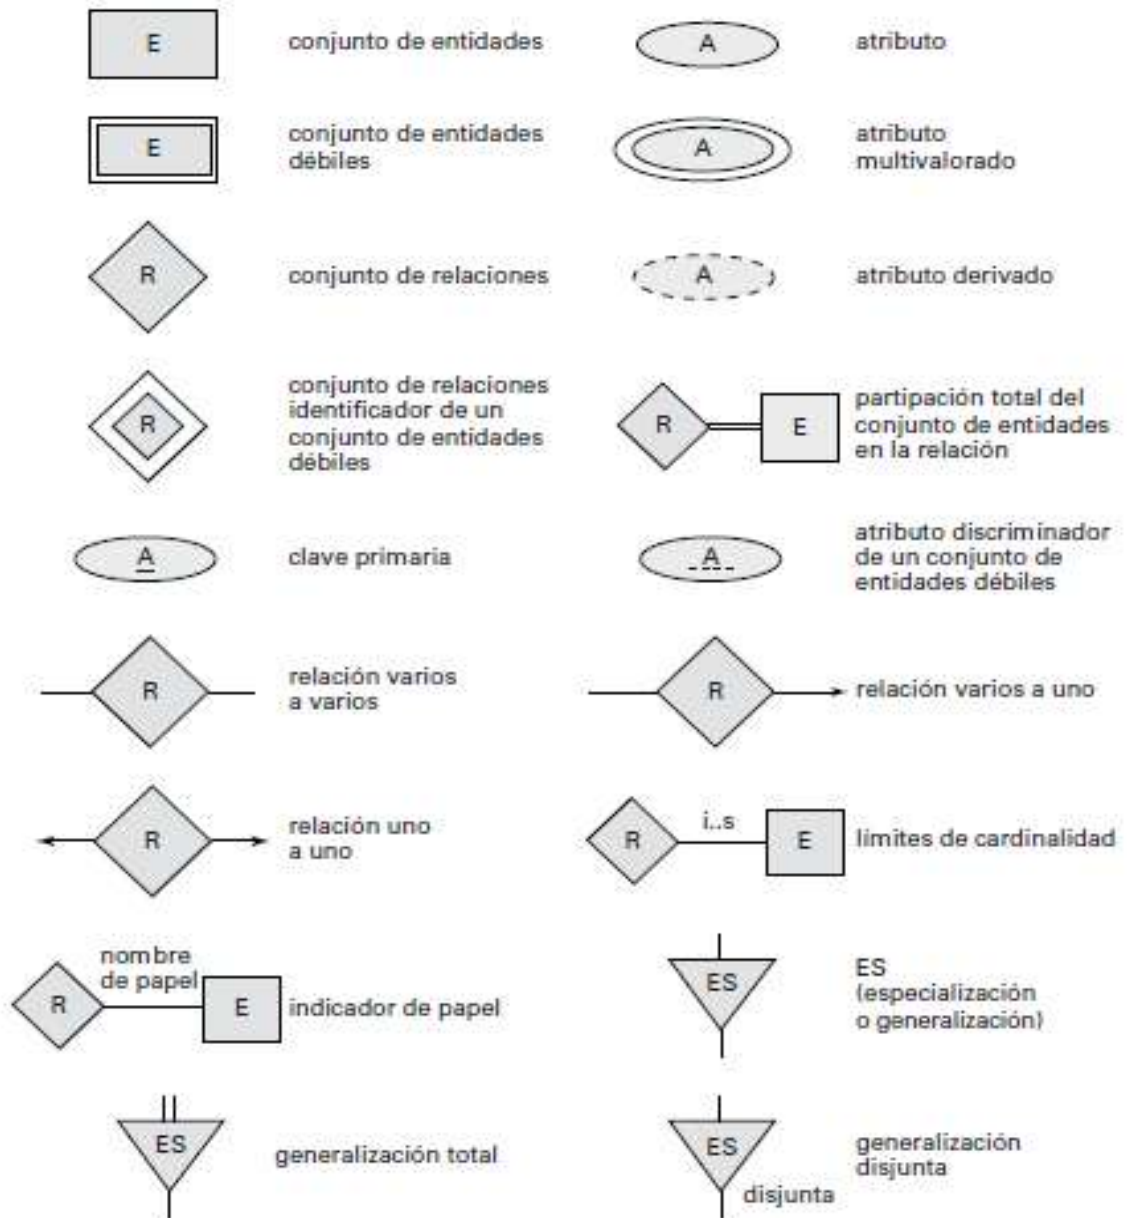 E
conjunto de entidades
A
atributo
E
conjunto de entidades
débiles
A
atributo
multivalorado
R
conjunto de relaciones
A
atributo derivado
R
conjunto de relaciones
identificador de un
conjunto de entidades
débiles
R
E
partipación total del
conjunto de entidades
en la relación
A
clave primaria
A
atributo discriminador
de un conjunto de
entidades débiles
R
relación varios
a varios
R
relación varios a uno
R
relación uno
a uno
R
i..s
E
límites de cardinalidad
R
nombre
de papel
E
indicador de papel
ES
ES
(especialización
o generalización)
ES
generalización total
ES
disjunta
generalización
disjunta